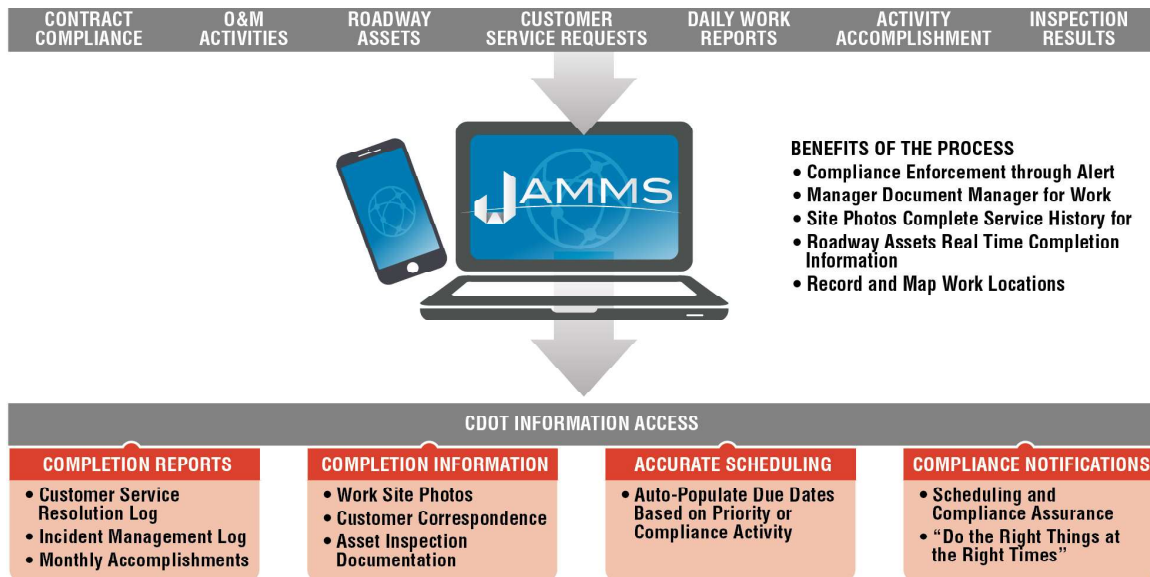 CONTRACT COMPLIANCE
O&M ACTIVITIES
ROADWAY ASSETS
CUSTOMER SERVICE REQUESTS
DAILY WORK REPORTS
ACTIVITY ACCOMPLISHMENT
INSPECTION RESULTS
JAMMS
BENEFITS OF THE PROCESS
• Compliance Enforcement through Alert
• Manager Document Manager for Work
• Site Photos Complete Service History for
• Roadway Assets Real Time Completion
Information
• Record and Map Work Locations
CDOT INFORMATION ACCESS
COMPLETION REPORTS
• Customer Service
Resolution Log
• Incident Management Log
• Monthly Accomplishments
COMPLETION INFORMATION
• Work Site Photos
• Customer Correspondence
• Asset Inspection
Documentation
ACCURATE SCHEDULING
• Auto-Populate Due Dates
Based on Priority or
Compliance Activity
COMPLIANCE NOTIFICATIONS
• Scheduling and
Compliance Assurance
• “Do the Right Things at
the Right Times”